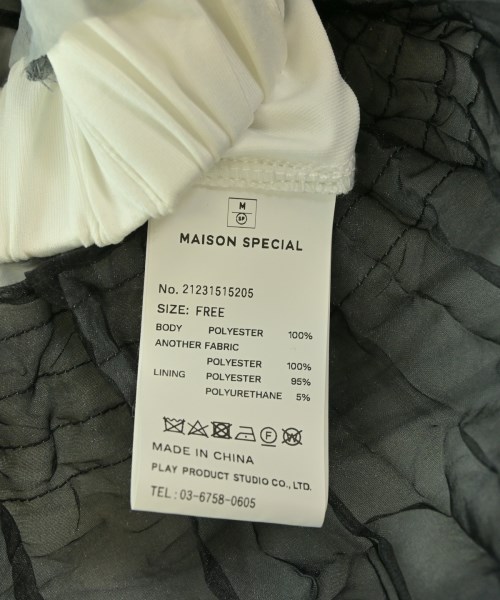 M
SP
MAISON SPECIAL
No. 21231515205
SIZE: FREE
BODY POLYESTER 100%
ANOTHER FABRIC
POLYESTER 100%
LINING POLYESTER 95%
POLYURETHANE 5%
F W
MADE IN CHINA
PLAY PRODUCT STUDIO CO., LTD.
TEL : 03-6758-0605